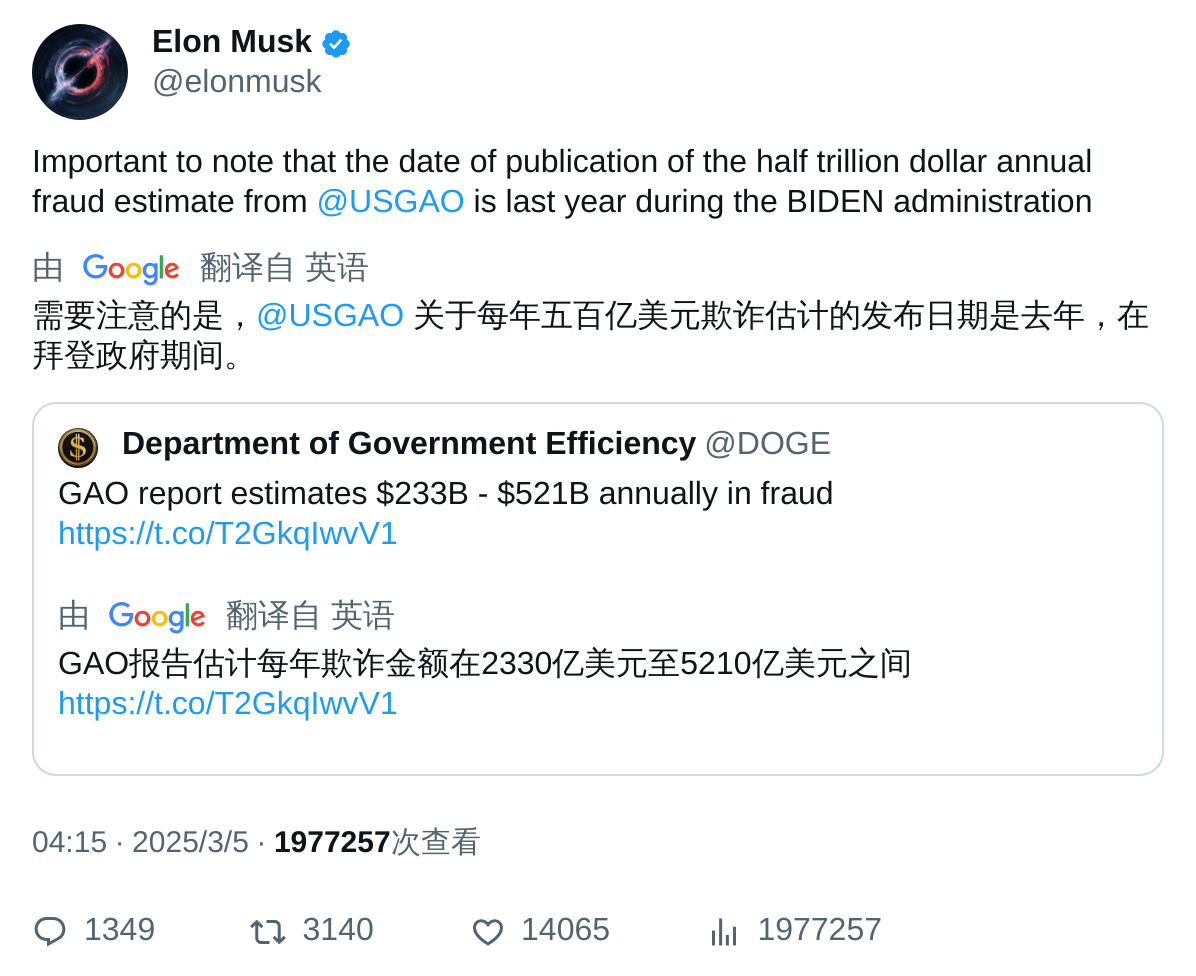 Elon Musk
@elonmusk
Important to note that the date of publication of the half trillion dollar annual
fraud estimate from @USGAO is last year during the BIDEN administration
由 Google 翻译自 英语
需要注意的是，@USGAO 关于每年五百亿美元欺诈估计的发布日期是去年，在
拜登政府期间。
Department of Government Efficiency @DOGE
GAO report estimates $233B - $521B annually in fraud
https://t.co/T2GkqIwvV1
由 Google 翻译自 英语
GAO报告估计每年欺诈金额在2330亿美元至5210亿美元之间
https://t.co/T2GkqIwvV1
04:15 · 2025/3/5 · 1977257次查看
1349 3140 14065 1977257